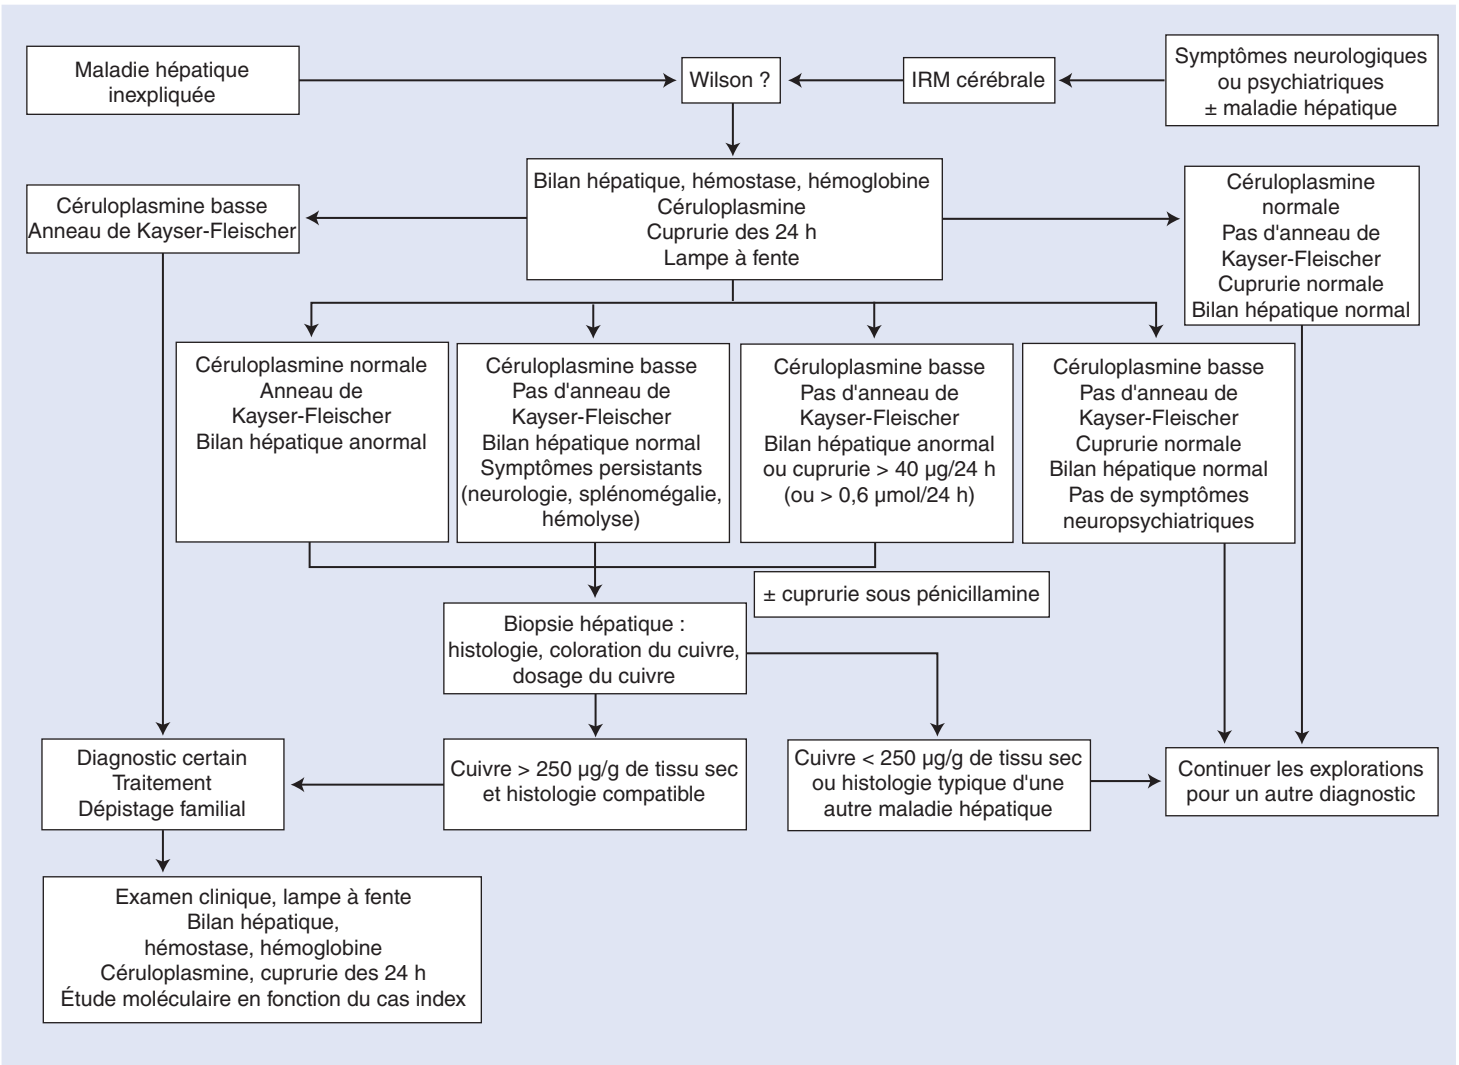 Maladie hépatique
inexpliquée
Wilson ?
IRM cérébrale
Symptômes neurologiques
ou psychiatriques
± maladie hépatique
Bilan hépatique, hémostase, hémoglobine
Céruloplasmine
Cuprurie des 24 h
Lampe à fente
Céruloplasmine basse
Anneau de Kayser-Fleischer
Céruloplasmine
normale
Pas d'anneau de
Kayser-Fleischer
Cuprurie normale
Bilan hépatique normal
Céruloplasmine normale
Anneau de
Kayser-Fleischer
Bilan hépatique anormal
Céruloplasmine basse
Pas d'anneau de
Kayser-Fleischer
Bilan hépatique normal
Symptômes persistants
(neurologie, splénomégalie,
hémolyse)
Céruloplasmine basse
Pas d'anneau de
Kayser-Fleischer
Bilan hépatique anormal
ou cuprurie > 40 µg/24 h
(ou > 0,6 µmol/24 h)
Céruloplasmine basse
Pas d'anneau de
Kayser-Fleischer
Cuprurie normale
Bilan hépatique normal
Pas de symptômes
neuropsychiatriques
± cuprurie sous pénicillamine
Biopsie hépatique :
histologie, coloration du cuivre,
dosage du cuivre
Diagnostic certain
Traitement
Dépistage familial
Cuivre > 250 µg/g de tissu sec
et histologie compatible
Cuivre < 250 µg/g de tissu sec
ou histologie typique d'une
autre maladie hépatique
Continuer les explorations
pour un autre diagnostic
Examen clinique, lampe à fente
Bilan hépatique,
hémostase, hémoglobine
Céruloplasmine, cuprurie des 24 h
Étude moléculaire en fonction du cas index